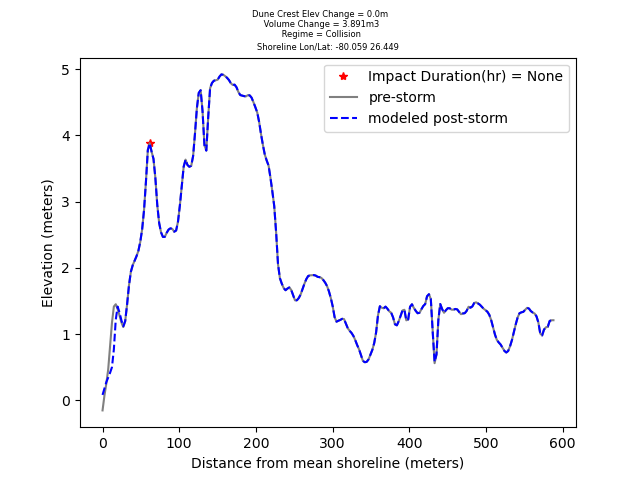 Dune Crest Elev Change = 0.0m
Volume Change = 3.891m3
Regime = Collision
Shoreline Lon/Lat: -80.059 26.449
Impact Duration(hr) = None
pre-storm
modeled post-storm
Elevation (meters)
5
4
3
2
1
0
0 100 200 300 400 500 600
Distance from mean shoreline (meters)